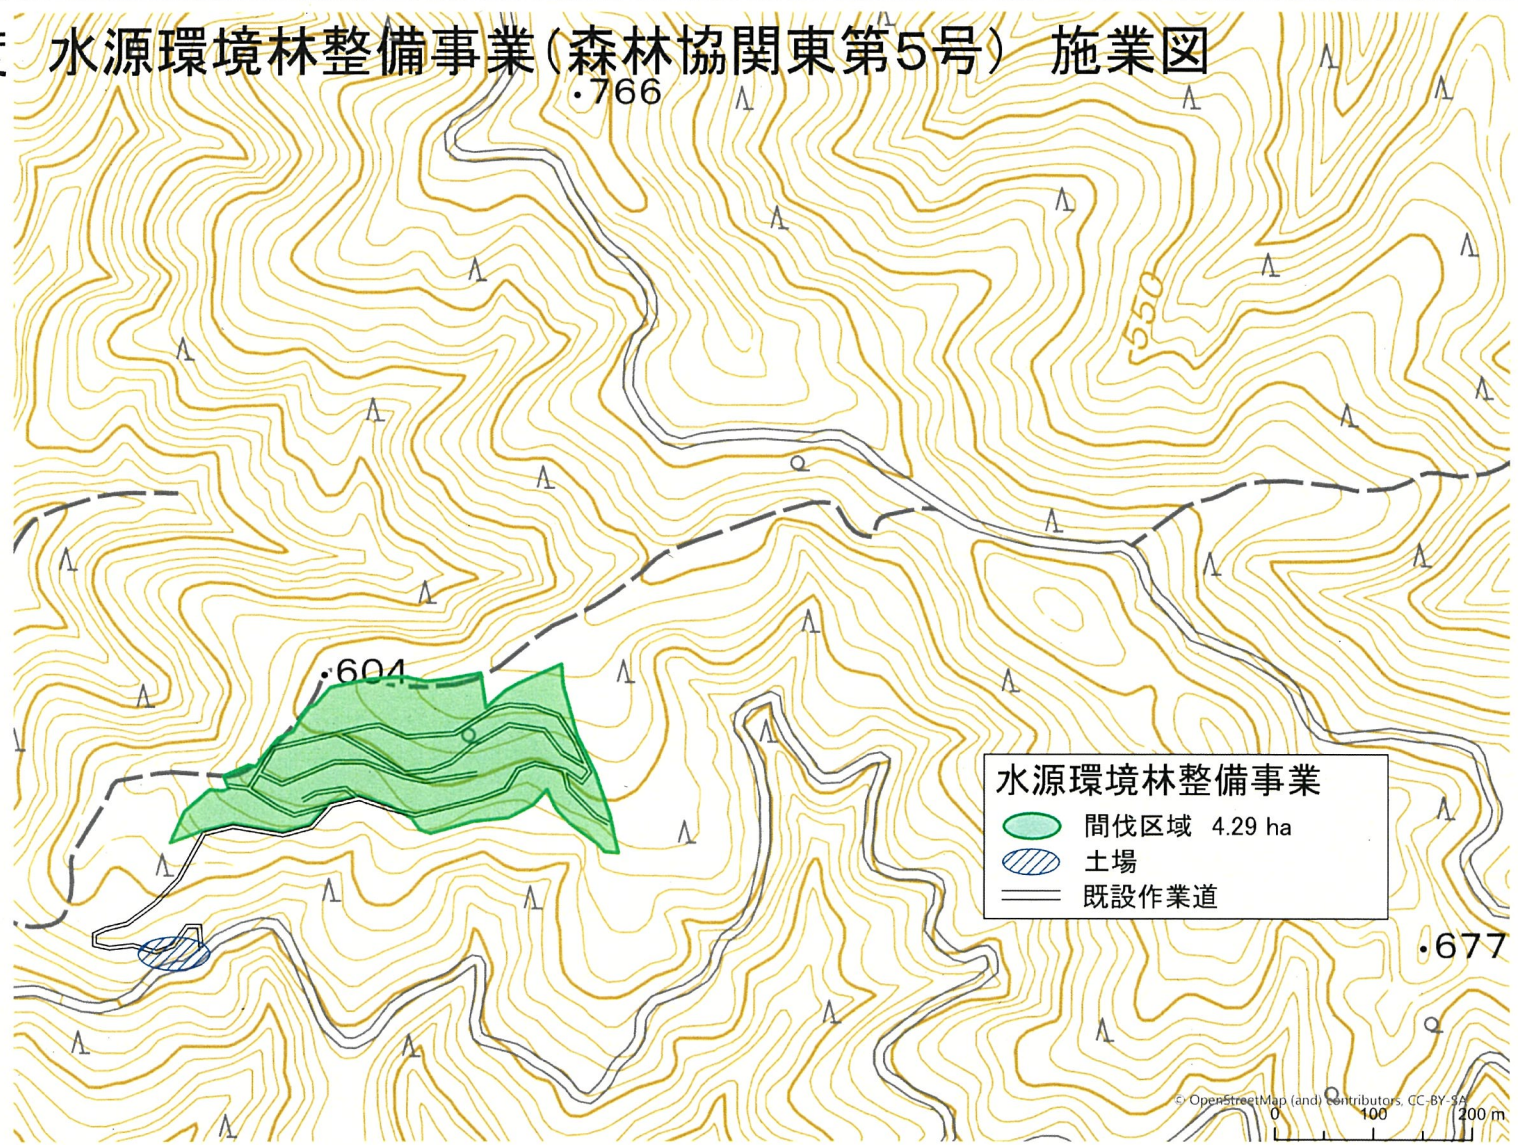 水源環境林整備事業（森林協関東第5号） 施業図
・766
550
・604
水源環境林整備事業
間伐区域 4.29 ha
土場
既設作業道
・677
© OpenStreetMap (and) contributors, CC-BY-SA
0 100 200 m